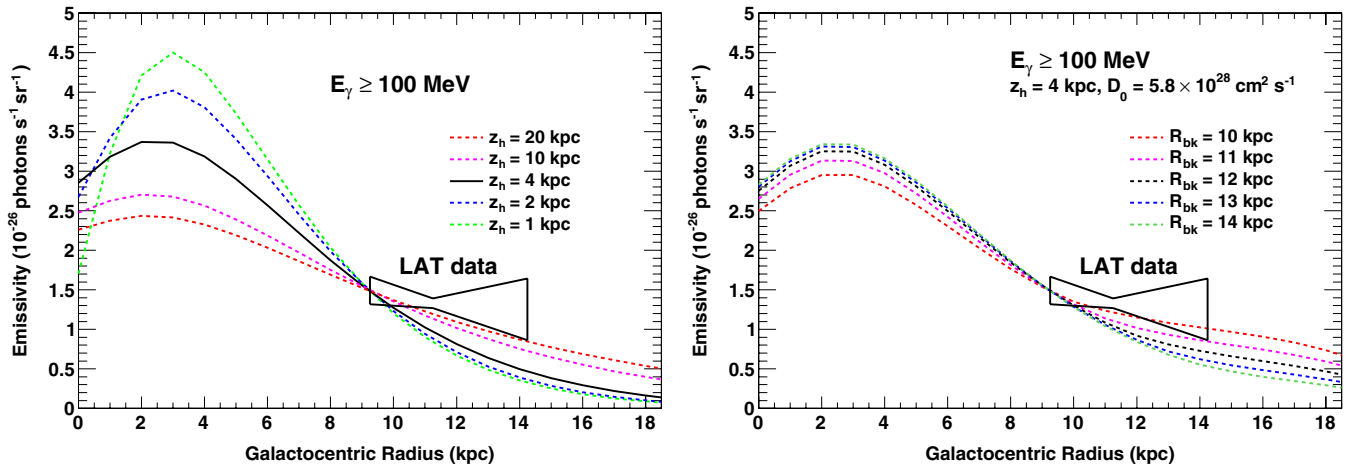 E_γ ≥ 100 MeV
z_h = 20 kpc
z_h = 10 kpc
z_h = 4 kpc
z_h = 2 kpc
z_h = 1 kpc
LAT data
Emissivity (10⁻²⁶ photons s⁻¹ sr⁻¹)
5
4.5
4
3.5
3
2.5
2
1.5
1
0.5
0
0 2 4 6 8 10 12 14 16 18
Galactocentric Radius (kpc)
E_γ ≥ 100 MeV
z_h = 4 kpc, D_0 = 5.8 × 10²⁸ cm² s⁻¹
R_bk = 10 kpc
R_bk = 11 kpc
R_bk = 12 kpc
R_bk = 13 kpc
R_bk = 14 kpc
LAT data
Emissivity (10⁻²⁶ photons s⁻¹ sr⁻¹)
5
4.5
4
3.5
3
2.5
2
1.5
1
0.5
0
0 2 4 6 8 10 12 14 16 18
Galactocentric Radius (kpc)